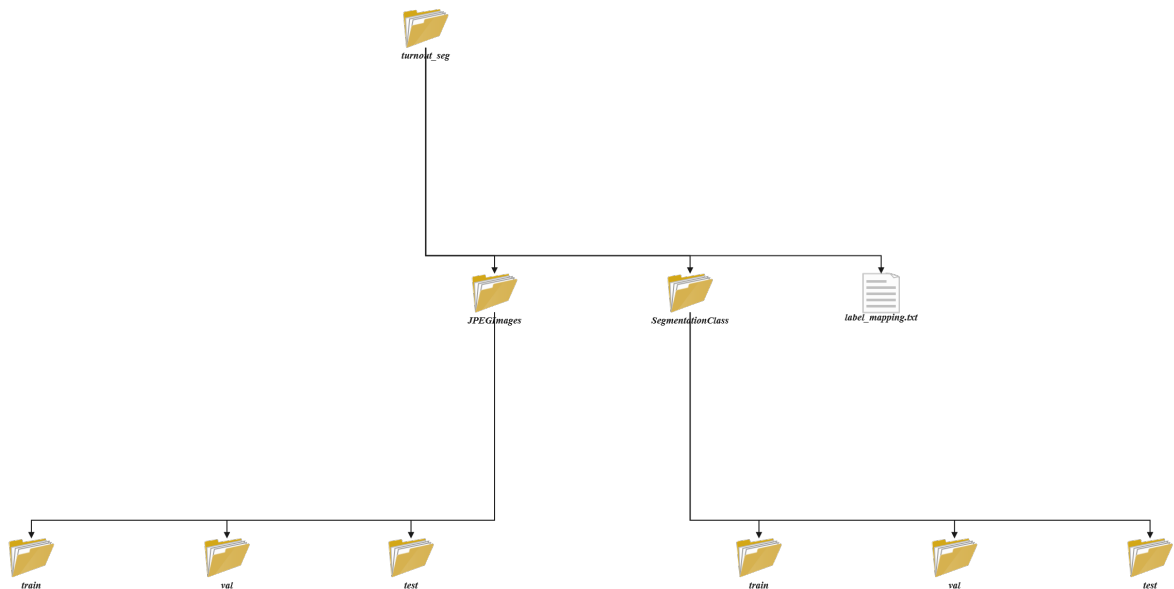 turnout_seg
JPEGImages
SegmentationClass
label_mapping.txt
train
val
test
train
val
test